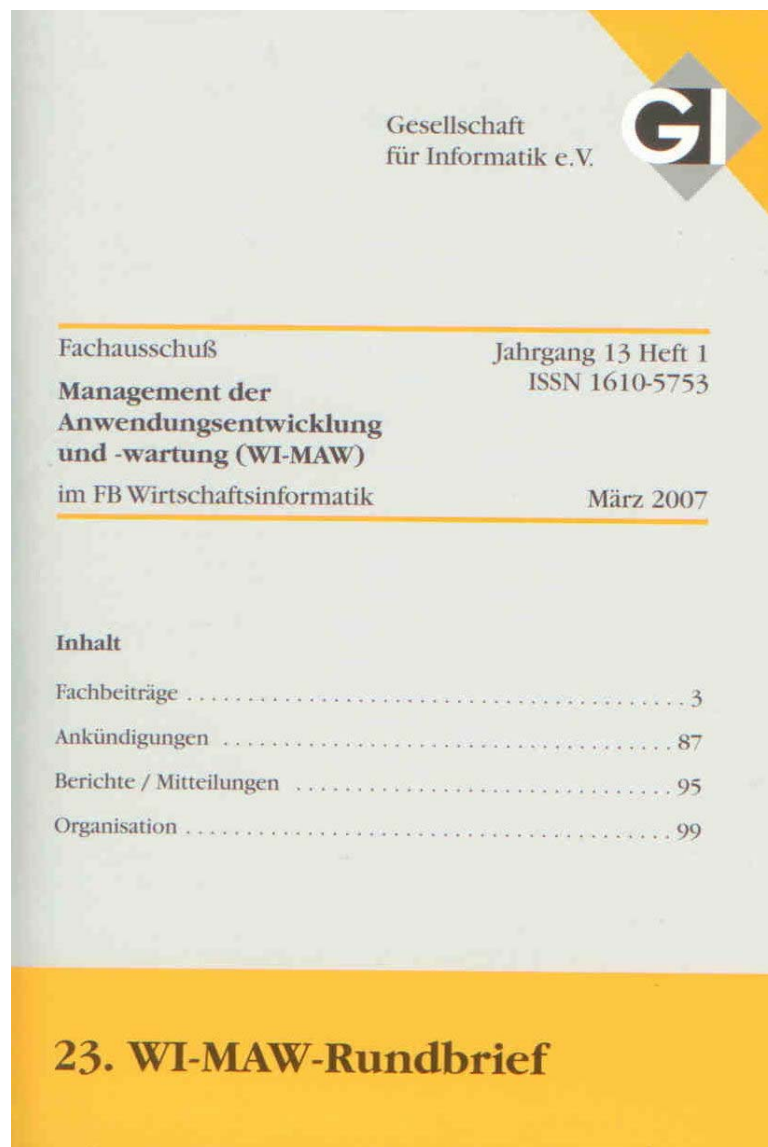 Gesellschaft
für Informatik e.V.
GI
Fachausschuß
Jahrgang 13 Heft 1
ISSN 1610-5753
Management der
Anwendungsentwicklung
und -wartung (WI-MAW)
im FB Wirtschaftsinformatik
März 2007
Inhalt
Fachbeiträge . . . . . . . . . . . . . . . . . . . . . . . . . . . . . . . . . . . . . . . . . 3
Ankündigungen . . . . . . . . . . . . . . . . . . . . . . . . . . . . . . . . . . . . . 87
Berichte / Mitteilungen . . . . . . . . . . . . . . . . . . . . . . . . . . . . . . . 95
Organisation . . . . . . . . . . . . . . . . . . . . . . . . . . . . . . . . . . . . . . . . 99
23. WI-MAW-Rundbrief